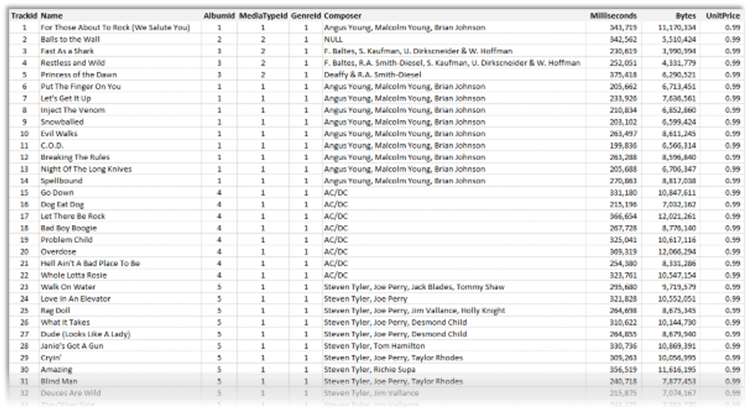 TrackId Name AlbumId MediaTypeId GenreId Composer Milliseconds Bytes UnitPrice
1 For Those About To Rock (We Salute You) 1 1 1 Angus Young, Malcolm Young, Brian Johnson 343,719 11,170,334 0.99
2 Balls to the Wall 2 2 1 NULL 342,562 5,510,424 0.99
3 Fast As a Shark 3 2 1 F. Baltes, S. Kaufman, U. Dirkscneider & W. Hoffman 230,619 3,990,994 0.99
4 Restless and Wild 3 2 1 F. Baltes, R.A. Smith-Diesel, S. Kaufman, U. Dirkscneider & W. Hoffman 252,051 4,331,779 0.99
5 Princess of the Dawn 3 2 1 Deaffy & R.A. Smith-Diesel 375,418 6,290,521 0.99
6 Put The Finger On You 1 1 1 Angus Young, Malcolm Young, Brian Johnson 205,662 6,713,451 0.99
7 Let's Get It Up 1 1 1 Angus Young, Malcolm Young, Brian Johnson 233,926 7,636,561 0.99
8 Inject The Venom 1 1 1 Angus Young, Malcolm Young, Brian Johnson 210,834 6,852,860 0.99
9 Snowballed 1 1 1 Angus Young, Malcolm Young, Brian Johnson 203,102 6,599,424 0.99
10 Evil Walks 1 1 1 Angus Young, Malcolm Young, Brian Johnson 263,497 8,611,245 0.99
11 C.O.D. 1 1 1 Angus Young, Malcolm Young, Brian Johnson 199,836 6,566,314 0.99
12 Breaking The Rules 1 1 1 Angus Young, Malcolm Young, Brian Johnson 263,288 8,596,840 0.99
13 Night Of The Long Knives 1 1 1 Angus Young, Malcolm Young, Brian Johnson 205,688 6,706,347 0.99
14 Spellbound 1 1 1 Angus Young, Malcolm Young, Brian Johnson 270,863 8,817,038 0.99
15 Go Down 4 1 1 AC/DC 331,180 10,847,611 0.99
16 Dog Eat Dog 4 1 1 AC/DC 215,196 7,032,162 0.99
17 Let There Be Rock 4 1 1 AC/DC 366,654 12,021,261 0.99
18 Bad Boy Boogie 4 1 1 AC/DC 267,728 8,776,140 0.99
19 Problem Child 4 1 1 AC/DC 325,041 10,617,116 0.99
20 Overdose 4 1 1 AC/DC 369,319 12,066,294 0.99
21 Hell Ain't A Bad Place To Be 4 1 1 AC/DC 254,380 8,331,286 0.99
22 Whole Lotta Rosie 4 1 1 AC/DC 323,761 10,547,154 0.99
23 Walk On Water 5 1 1 Steven Tyler, Joe Perry, Jack Blades, Tommy Shaw 295,680 9,719,579 0.99
24 Love In An Elevator 5 1 1 Steven Tyler, Joe Perry 321,828 10,552,051 0.99
25 Rag Doll 5 1 1 Steven Tyler, Joe Perry, Jim Vallance, Holly Knight 264,698 8,675,345 0.99
26 What It Takes 5 1 1 Steven Tyler, Joe Perry, Desmond Child 310,622 10,144,730 0.99
27 Dude (Looks Like A Lady) 5 1 1 Steven Tyler, Joe Perry, Desmond Child 264,855 8,679,940 0.99
28 Janie's Got A Gun 5 1 1 Steven Tyler, Tom Hamilton 330,736 10,869,391 0.99
29 Cryin' 5 1 1 Steven Tyler, Joe Perry, Taylor Rhodes 309,263 10,056,995 0.99
30 Amazing 5 1 1 Steven Tyler, Richie Supa 356,519 11,616,195 0.99
31 Blind Man 5 1 1 Steven Tyler, Joe Perry, Taylor Rhodes 240,718 7,877,453 0.99
32 Deuces Are Wild 5 1 1 Steven Tyler, Jim Vallance 215,875 7,074,167 0.99